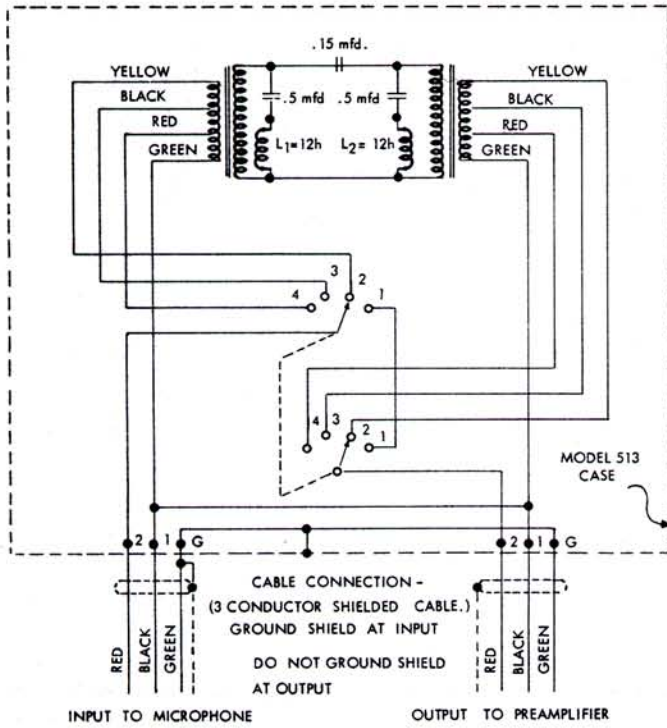 .15 mfd.
YELLOW
BLACK
RED
GREEN
.5 mfd
.5 mfd
L1=12h
L2= 12h
YELLOW
BLACK
RED
GREEN
4
3
2
1
4
3
2
1
MODEL 513
CASE
2
1
G
2
1
G
CABLE CONNECTION -
(3 CONDUCTOR SHIELDED CABLE.)
GROUND SHIELD AT INPUT
DO NOT GROUND SHIELD
AT OUTPUT
RED
BLACK
GREEN
RED
BLACK
GREEN
INPUT TO MICROPHONE
OUTPUT TO PREAMPLIFIER